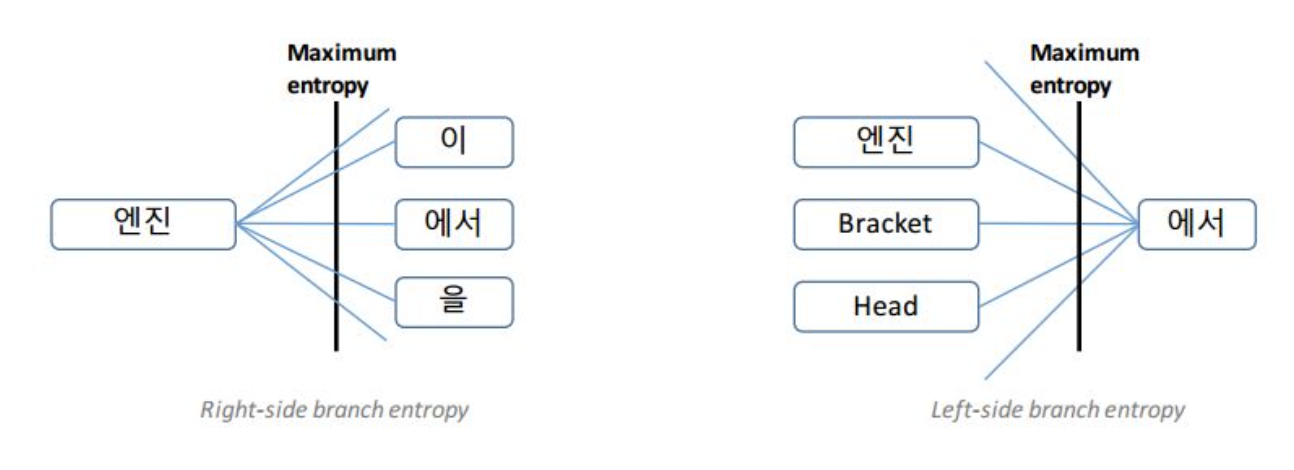 Maximum
entropy
이
엔진
에서
을
Right-side branch entropy
Maximum
entropy
엔진
Bracket
에서
Head
Left-side branch entropy